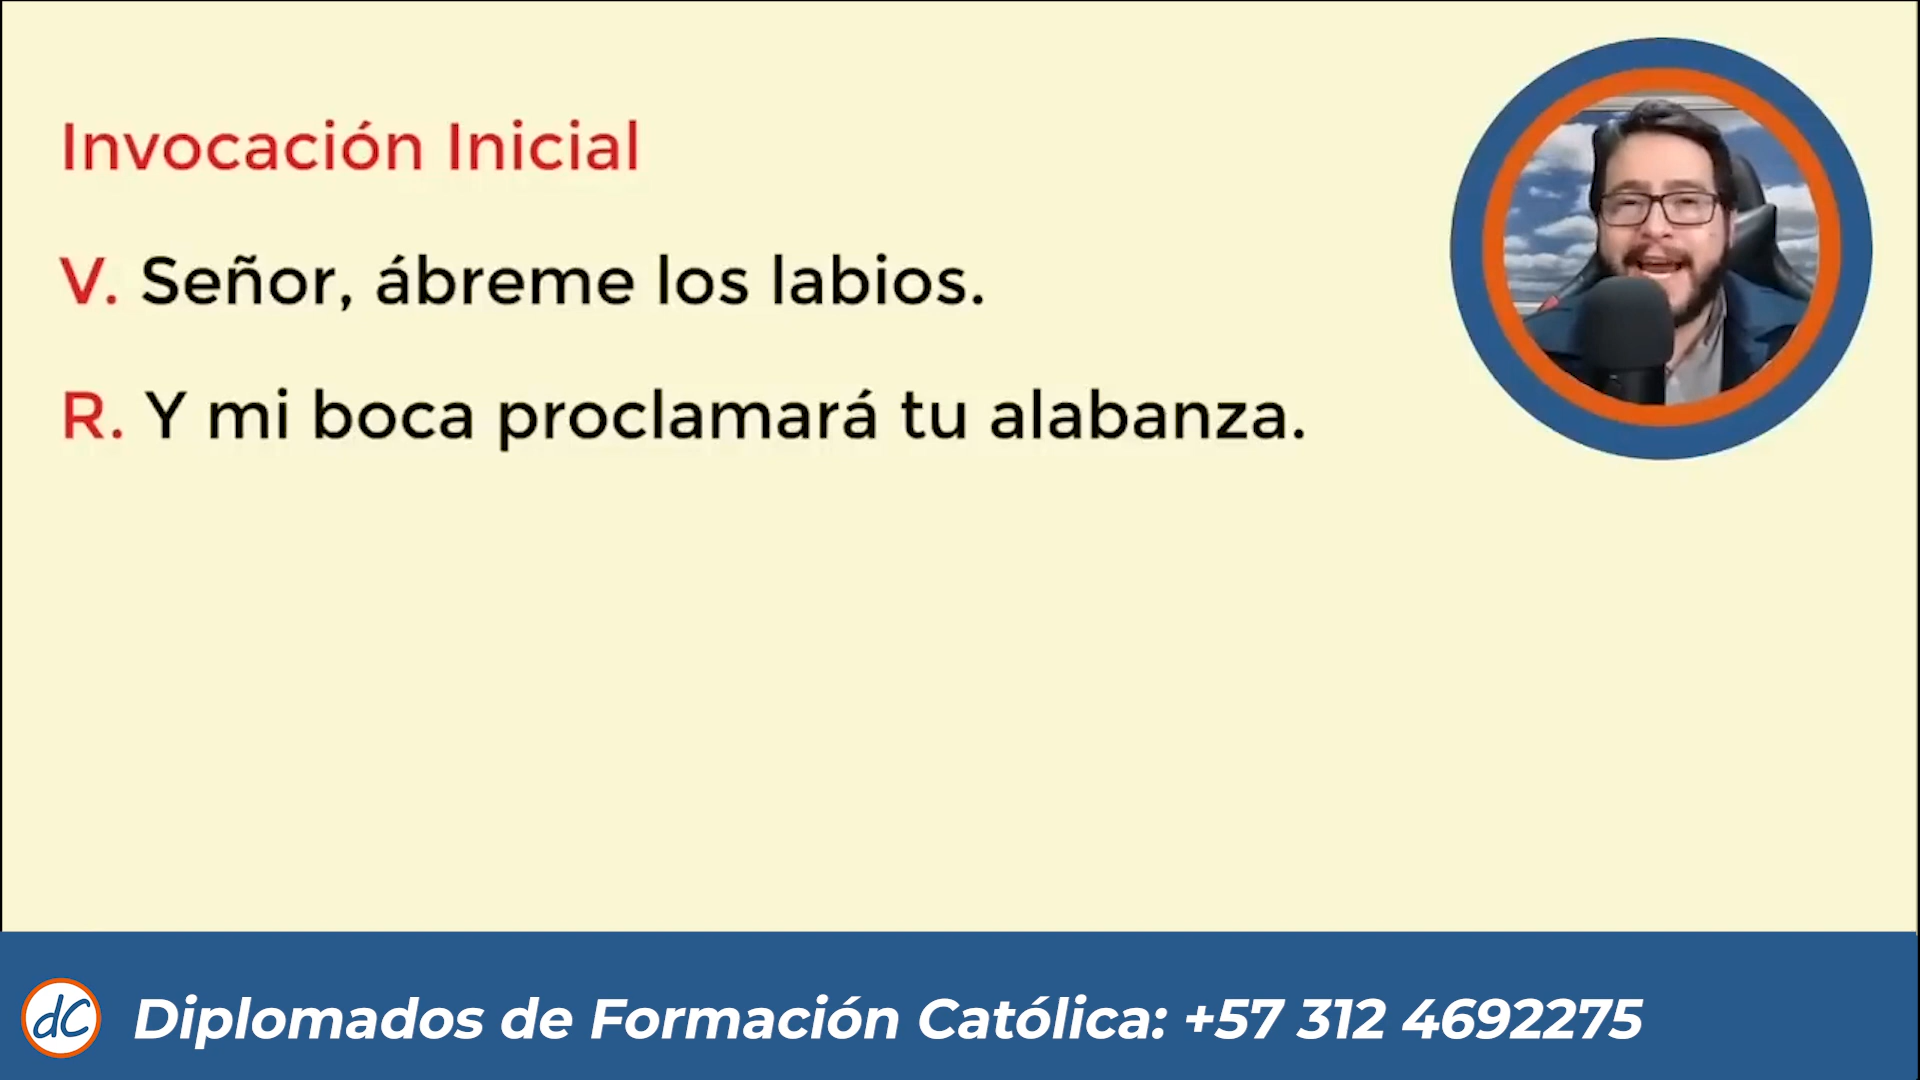 Invocación Inicial
V. Señor, ábreme los labios.
R. Y mi boca proclamará tu alabanza.
dC Diplomados de Formación Católica: +57 312 4692275